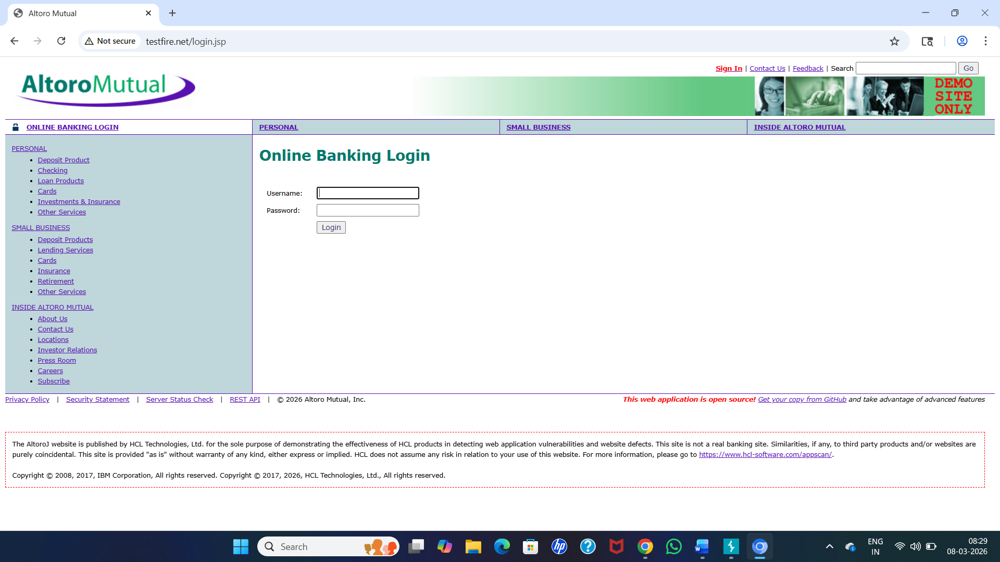 Altoro Mutual
Not secure testfire.net/login.jsp
Sign In | Contact Us | Feedback | Search Go
AltoroMutual
DEMO
SITE
ONLY
ONLINE BANKING LOGIN PERSONAL SMALL BUSINESS INSIDE ALTORO MUTUAL
PERSONAL
• Deposit Product
• Checking
• Loan Products
• Cards
• Investments & Insurance
• Other Services
SMALL BUSINESS
• Deposit Products
• Lending Services
• Cards
• Insurance
• Retirement
• Other Services
INSIDE ALTORO MUTUAL
• About Us
• Contact Us
• Locations
• Investor Relations
• Press Room
• Careers
• Subscribe
Online Banking Login
Username:
Password:
Login
Privacy Policy | Security Statement | Server Status Check | REST API | © 2026 Altoro Mutual, Inc.
This web application is open source! Get your copy from GitHub and take advantage of advanced features
The AltoroJ website is published by HCL Technologies, Ltd. for the sole purpose of demonstrating the effectiveness of HCL products in detecting web application vulnerabilities and website defects. This site is not a real banking site. Similarities, if any, to third party products and/or websites are
purely coincidental. This site is provided "as is" without warranty of any kind, either express or implied. HCL does not assume any risk in relation to your use of this website. For more information, please go to https://www.hcl-software.com/appscan/.
Copyright © 2008, 2017, IBM Corporation, All rights reserved. Copyright © 2017, 2026, HCL Technologies, Ltd., All rights reserved.
Search
hp
W
ENG
IN
08:29
08-03-2026